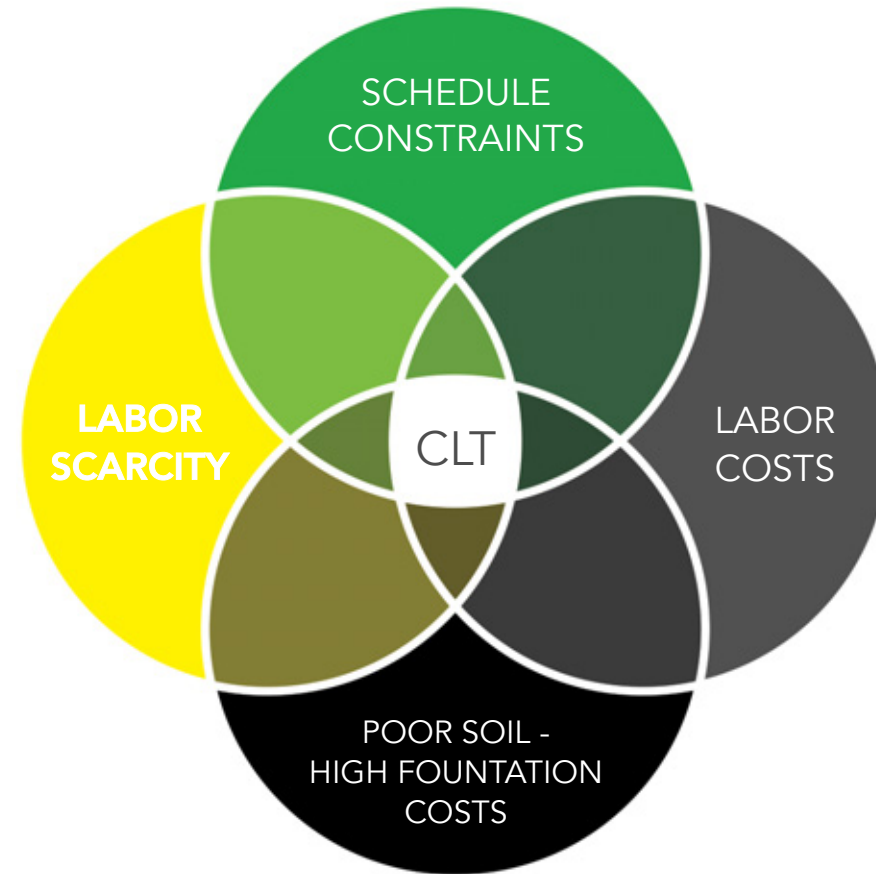 SCHEDULE
CONSTRAINTS
LABOR
SCARCITY
CLT
LABOR
COSTS
POOR SOIL -
HIGH FOUNTATION
COSTS